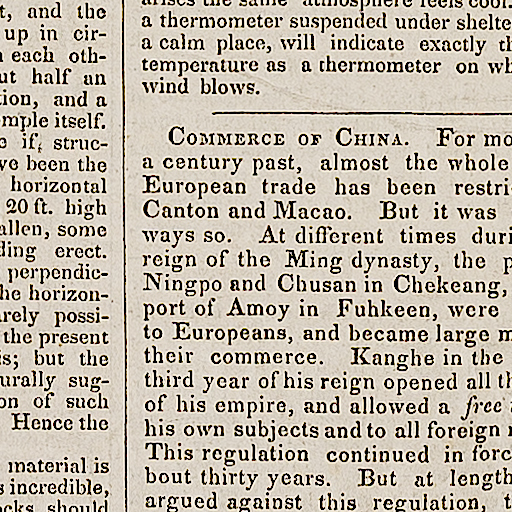 t, and the
up in cir-
each oth-
ut half an
tion, and a
mple itself.
e if, struc-
ve been the
horizontal
20 ft. high
allen, some
ding erect.
perpendic-
he horizon-
arely possi-
the present
is; but the
urally sug-
on of such
Hence the
material is
s incredible,
ocks should
arises the same atmosphere feels cool.
a thermometer suspended under shelte
a calm place, will indicate exactly th
temperature as a thermometer on wh
wind blows.
COMMERCE OF CHINA. For mo
a century past, almost the whole
European trade has been restri
Canton and Macao. But it was
ways so. At different times duri
reign of the Ming dynasty, the p
Ningpo and Chusan in Chekeang,
port of Amoy in Fuhkeen, were
to Europeans, and became large m
their commerce. Kanghe in the
third year of his reign opened all th
of his empire, and allowed a free
his own subjects and to all foreign
This regulation continued in forc
bout thirty years. But at length
argued against this regulation, t